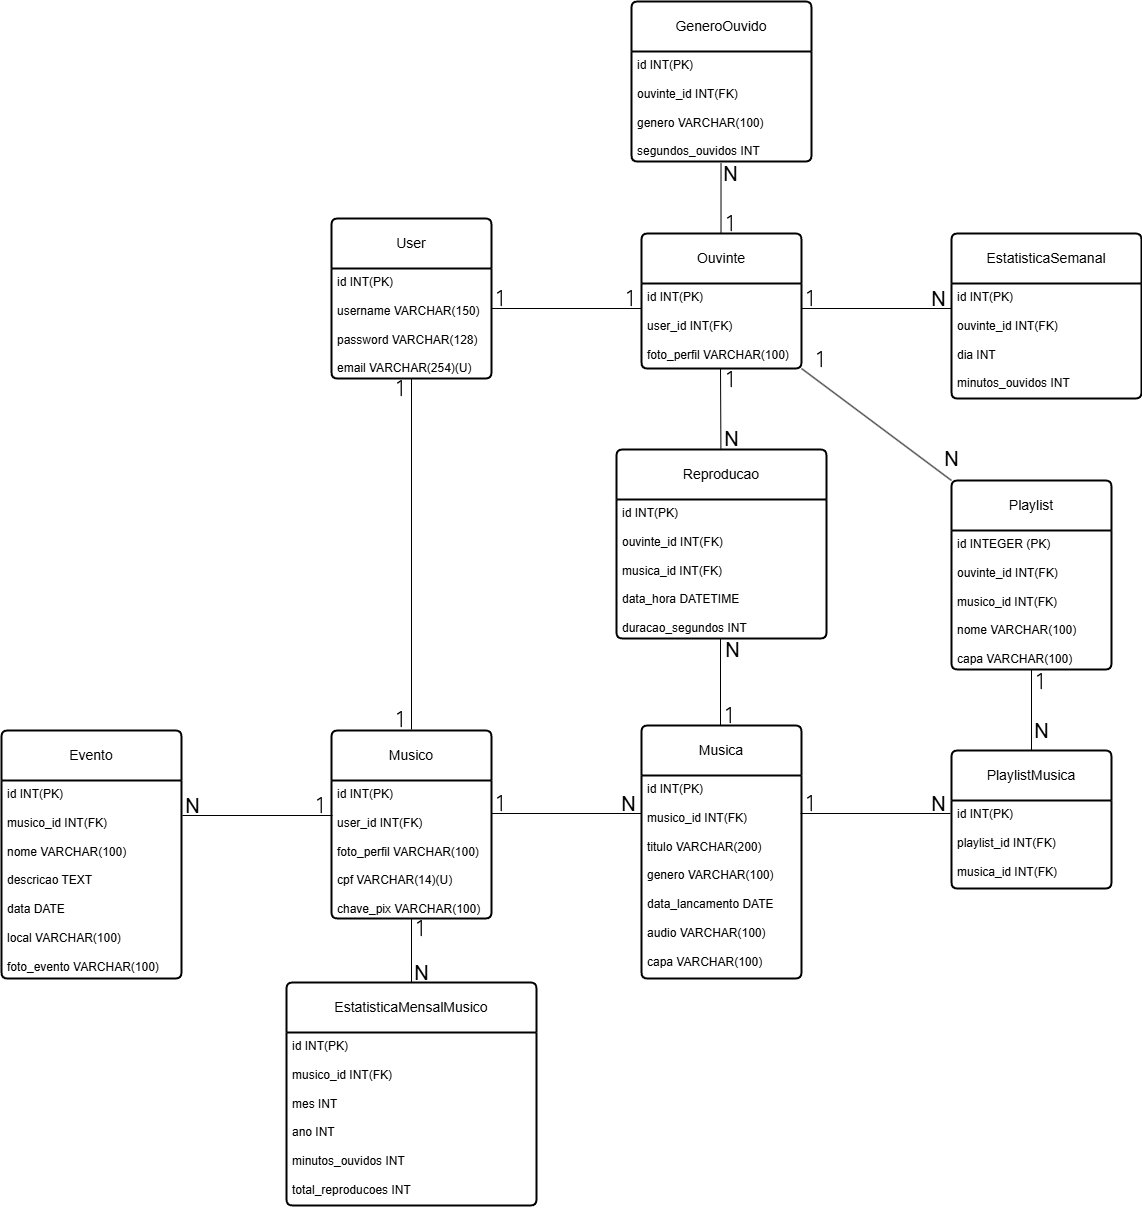 GeneroOuvido
id INT(PK)
ouvinte_id INT(FK)
genero VARCHAR(100)
segundos_ouvidos INT
N
1
User
id INT(PK)
username VARCHAR(150)
password VARCHAR(128)
email VARCHAR(254)(U)
1
1
1
Ouvinte
id INT(PK)
user_id INT(FK)
foto_perfil VARCHAR(100)
1
N
1
1
N
EstatisticaSemanal
id INT(PK)
ouvinte_id INT(FK)
dia INT
minutos_ouvidos INT
N
Reproducao
id INT(PK)
ouvinte_id INT(FK)
musica_id INT(FK)
data_hora DATETIME
duracao_segundos INT
N
1
Playlist
id INTEGER (PK)
ouvinte_id INT(FK)
musico_id INT(FK)
nome VARCHAR(100)
capa VARCHAR(100)
1
N
1
Evento
id INT(PK)
musico_id INT(FK)
nome VARCHAR(100)
descricao TEXT
data DATE
local VARCHAR(100)
foto_evento VARCHAR(100)
N
1
Musico
id INT(PK)
user_id INT(FK)
foto_perfil VARCHAR(100)
cpf VARCHAR(14)(U)
chave_pix VARCHAR(100)
1
N
1
N
Musica
id INT(PK)
musico_id INT(FK)
titulo VARCHAR(200)
genero VARCHAR(100)
data_lancamento DATE
audio VARCHAR(100)
capa VARCHAR(100)
1
N
PlaylistMusica
id INT(PK)
playlist_id INT(FK)
musica_id INT(FK)
EstatisticaMensalMusico
id INT(PK)
musico_id INT(FK)
mes INT
ano INT
minutos_ouvidos INT
total_reproducoes INT